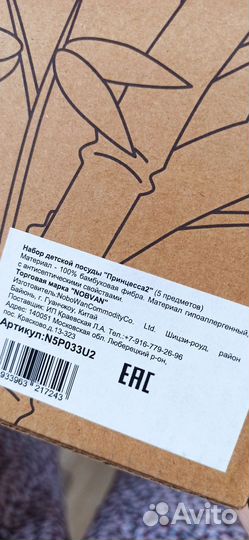 Набор детской посуды "Принцесса2" (5 предметов)
Материал - 100% бамбуковая фибра. Материал гипоаллергенный,
с антисептическими свойствами.
Торговая марка "NOBVAN"
Изготовитель:NoboWanCommodityCo. Ltd, Шицзи-роуд, район
Байюнь, г. Гуанчжоу, Китай
Поставщик: ИП Краевская Л.А. Тел.:+7-916-779-26-96
Адрес: 140051 Московская обл. Люберецкий р-он,
пос. Красково д.13-323
Артикул:N5P033U2
933963 217243
EAC
Avito